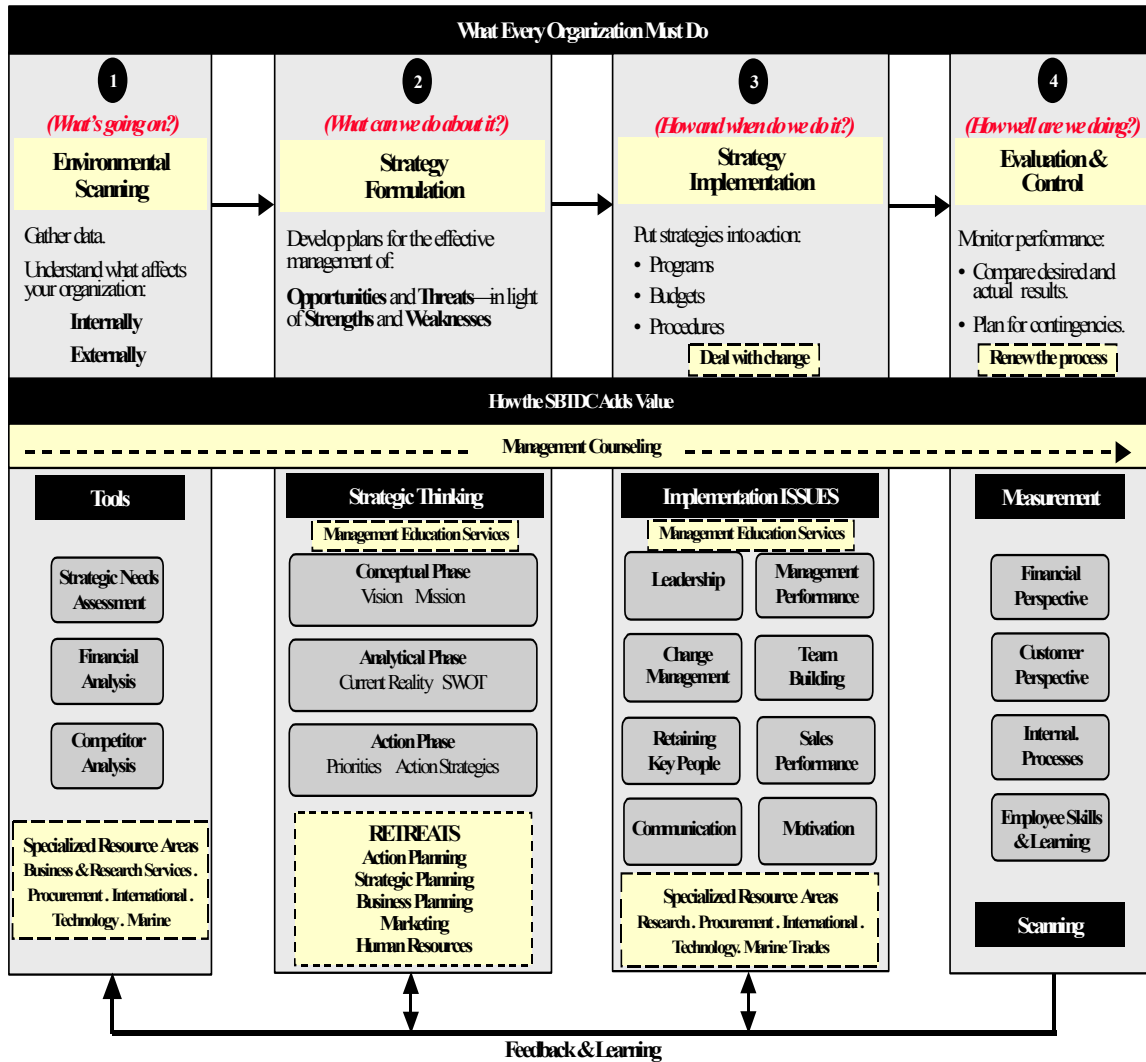 What Every Organization Must Do
1
(What's going on?)
Environmental
Scanning
Gather data.
Understand what affects
your organization:
Internally
Externally
2
(What can we do about it?)
Strategy
Formulation
Develop plans for the effective
management of:
Opportunities and Threats—in light
of Strengths and Weaknesses
3
(How and when do we do it?)
Strategy
Implementation
Put strategies into action:
• Programs
• Budgets
• Procedures
Deal with change
4
(How well are we doing?)
Evaluation &
Control
Monitor performance:
• Compare desired and
actual results.
• Plan for contingencies.
Renew the process
How the SBTDC Adds Value
Management Counseling
Tools
Strategic Needs
Assessment
Financial
Analysis
Competitor
Analysis
Specialized Resource Areas
Business & Research Services .
Procurement . International .
Technology . Marine
Strategic Thinking
Management Education Services
Conceptual Phase
Vision Mission
Analytical Phase
Current Reality SWOT
Action Phase
Priorities Action Strategies
RETREATS
Action Planning
Strategic Planning
Business Planning
Marketing
Human Resources
Implementation ISSUES
Management Education Services
Leadership
Management
Performance
Change
Management
Team
Building
Retaining
Key People
Sales
Performance
Communication
Motivation
Specialized Resource Areas
Research . Procurement . International .
Technology. Marine Trades
Measurement
Financial
Perspective
Customer
Perspective
Internal.
Processes
Employee Skills
& Learning
Scanning
Feedback & Learning